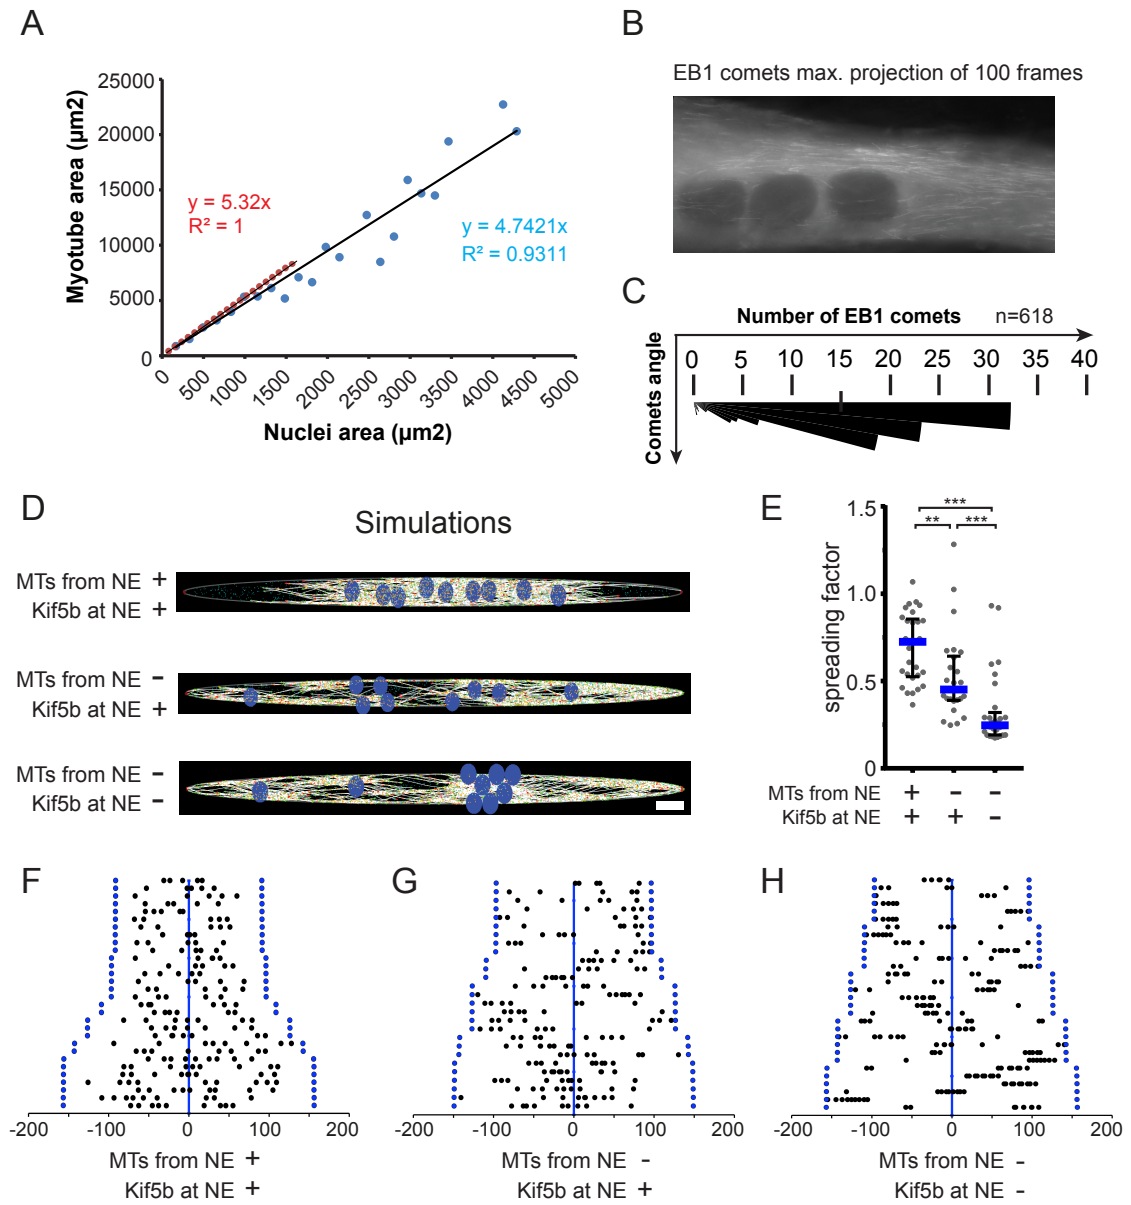 A
25000
20000
15000
10000
5000
0
Myotube area (µm2)
y = 5.32x
R² = 1
y = 4.7421x
R² = 0.9311
0
500
1000
1500
2000
2500
3000
3500
4000
4500
5000
Nuclei area (µm2)
B
EB1 comets max. projection of 100 frames
C
Number of EB1 comets n=618
0 5 10 15 20 25 30 35 40
Comets angle
D
Simulations
MTs from NE +
Kif5b at NE +
MTs from NE -
Kif5b at NE +
MTs from NE -
Kif5b at NE -
E
***
** ***
1.5
1.0
0.5
0
spreading factor
MTs from NE + - -
Kif5b at NE + + -
F
-200 -100 0 100 200
MTs from NE +
Kif5b at NE +
G
-200 -100 0 100 200
MTs from NE -
Kif5b at NE +
H
-200 -100 0 100 200
MTs from NE -
Kif5b at NE -